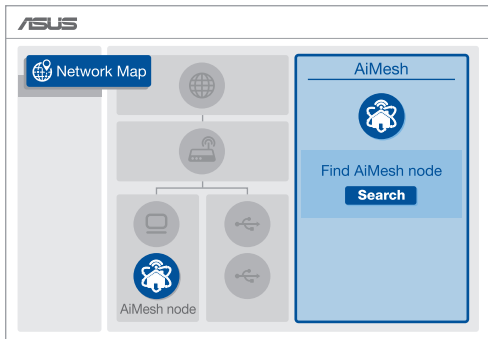 ASUS
Network Map
AiMesh
Find AiMesh node
Search
AiMesh node